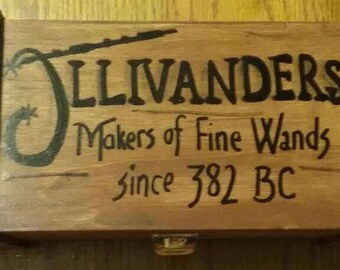 OLLIVANDERS
Makers of Fine Wands
since 382 BC